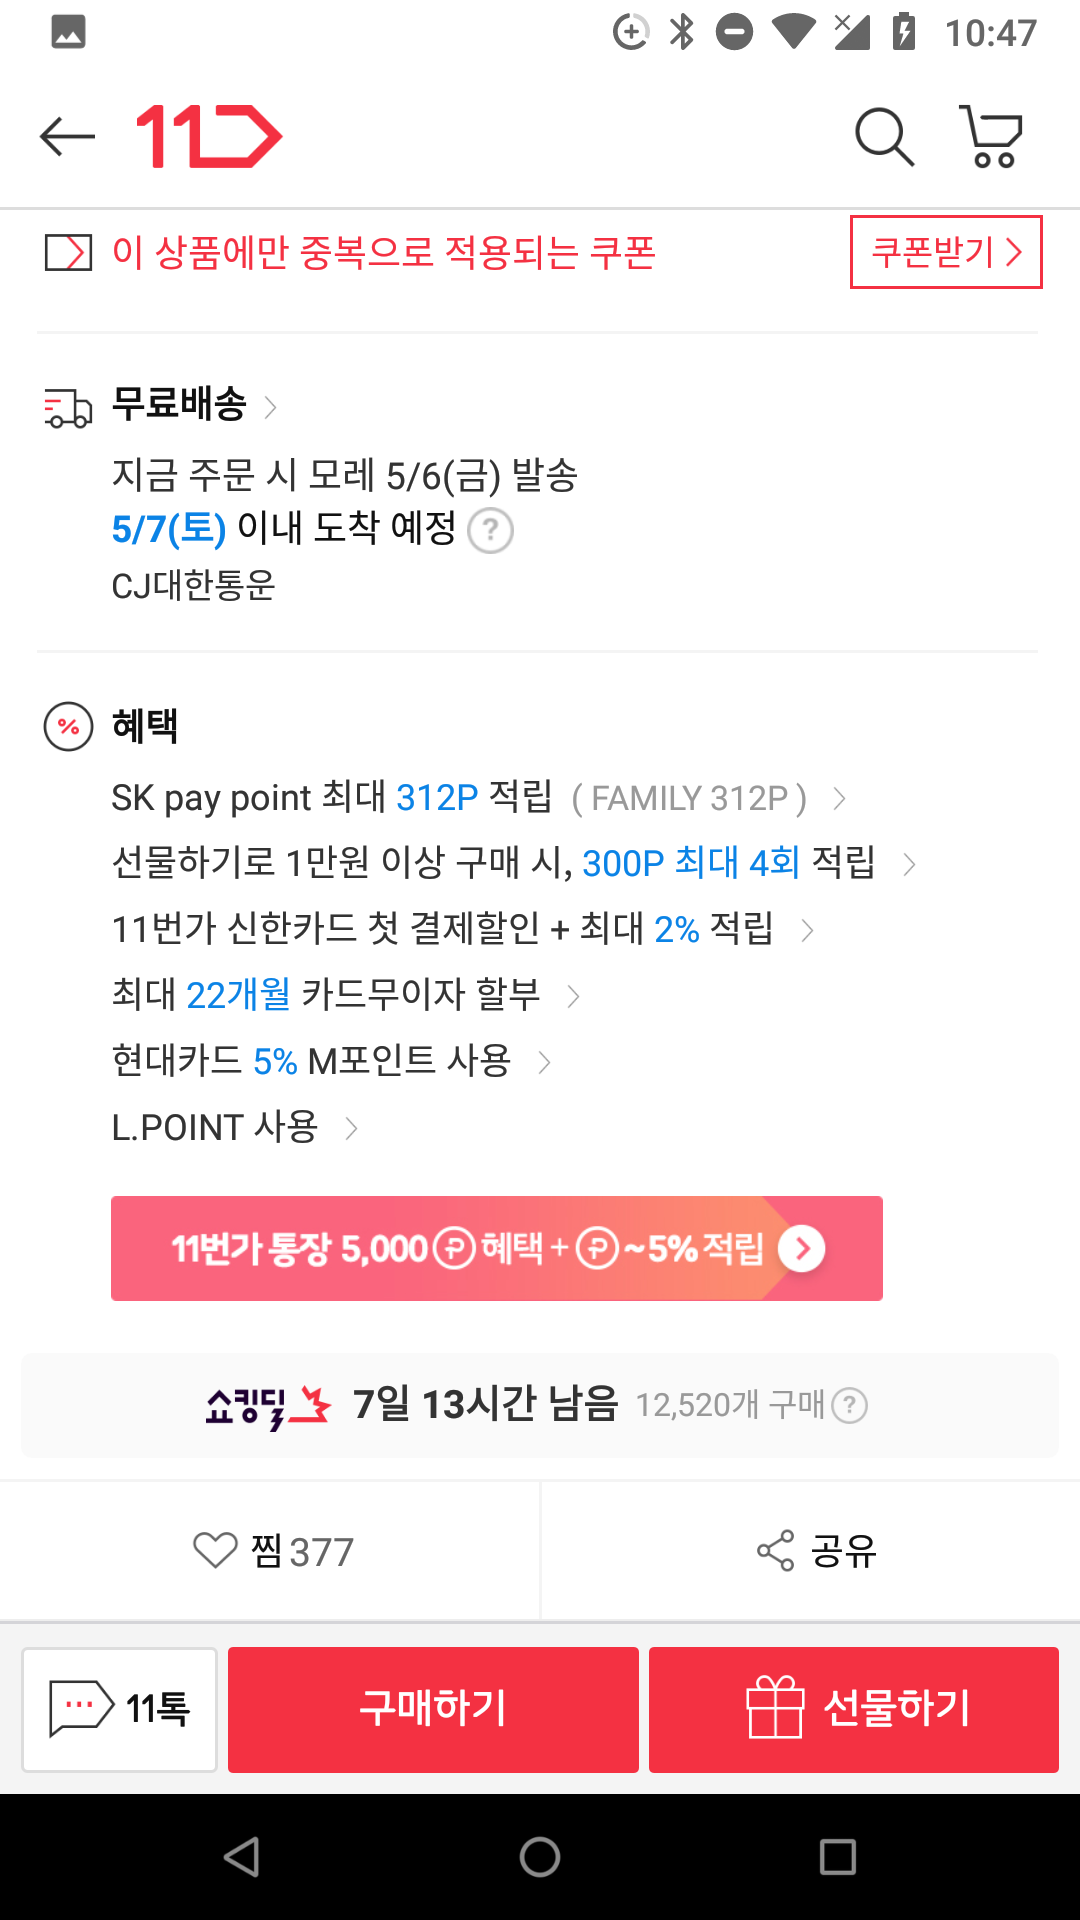 10:47
11
이 상품에만 중복으로 적용되는 쿠폰
쿠폰받기
무료배송
지금 주문 시 모레 5/6(금) 발송
5/7(토) 이내 도착 예정 ?
CJ대한통운
% 혜택
SK pay point 최대 312P 적립 ( FAMILY 312P )
선물하기로 1만원 이상 구매 시, 300P 최대 4회 적립
11번가 신한카드 첫 결제할인 + 최대 2% 적립
최대 22개월 카드무이자 할부
현대카드 5% M포인트 사용
L.POINT 사용
11번가 통장 5,000P 혜택 + P ~5% 적립
쇼킹딜 7일 13시간 남음 12,520개 구매 ?
찜 377
공유
11톡
구매하기
선물하기